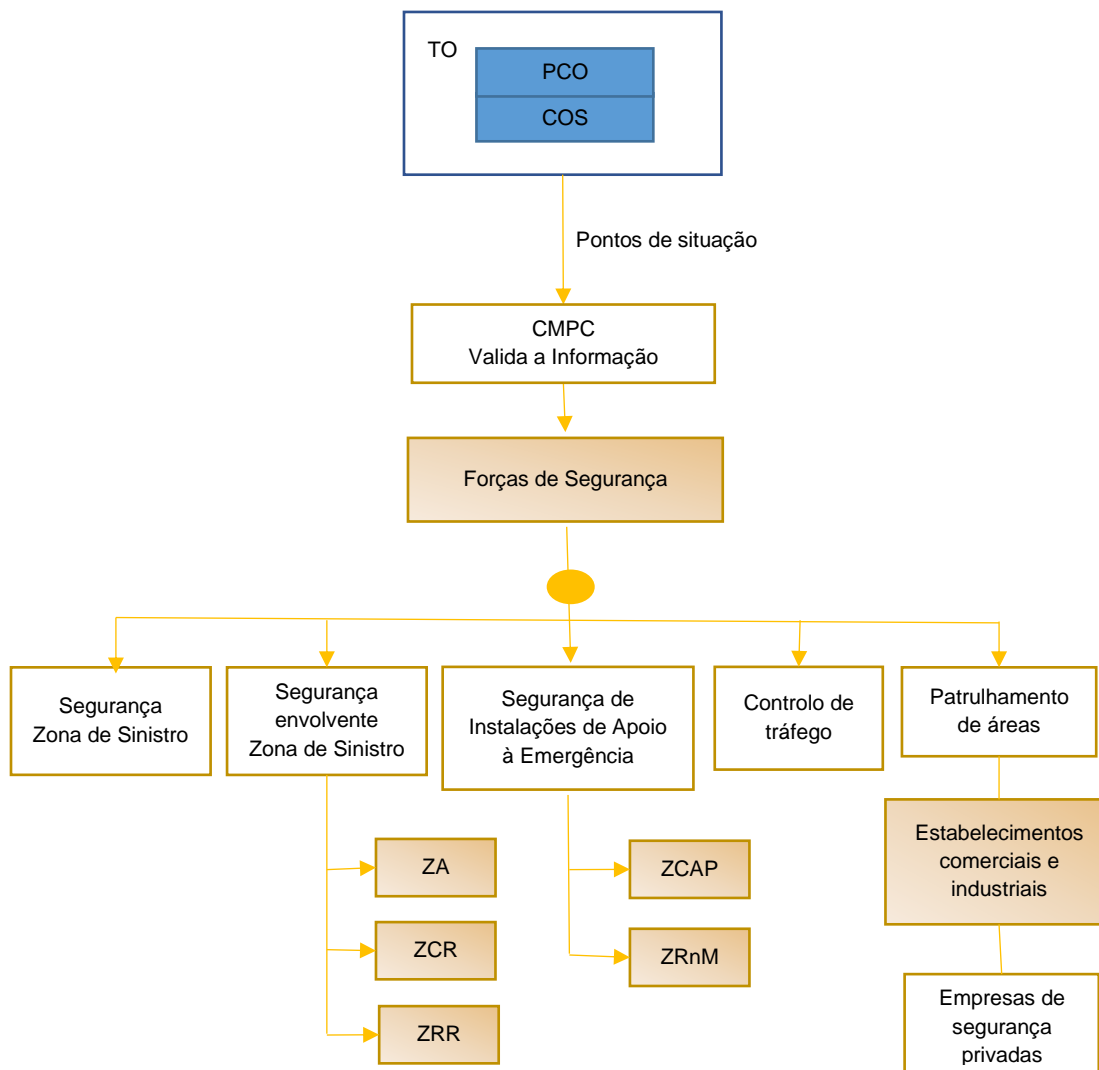 TO
PCO
COS
Pontos de situação
CMPC
Valida a Informação
Forças de Segurança
Segurança
Zona de Sinistro
Segurança
envolvente
Zona de Sinistro
Segurança de
Instalações de Apoio
à Emergência
Controlo de
tráfego
Patrulhamento
de áreas
ZA
ZCR
ZRR
ZCAP
ZRnM
Estabelecimentos
comerciais e
industriais
Empresas de
segurança
privadas